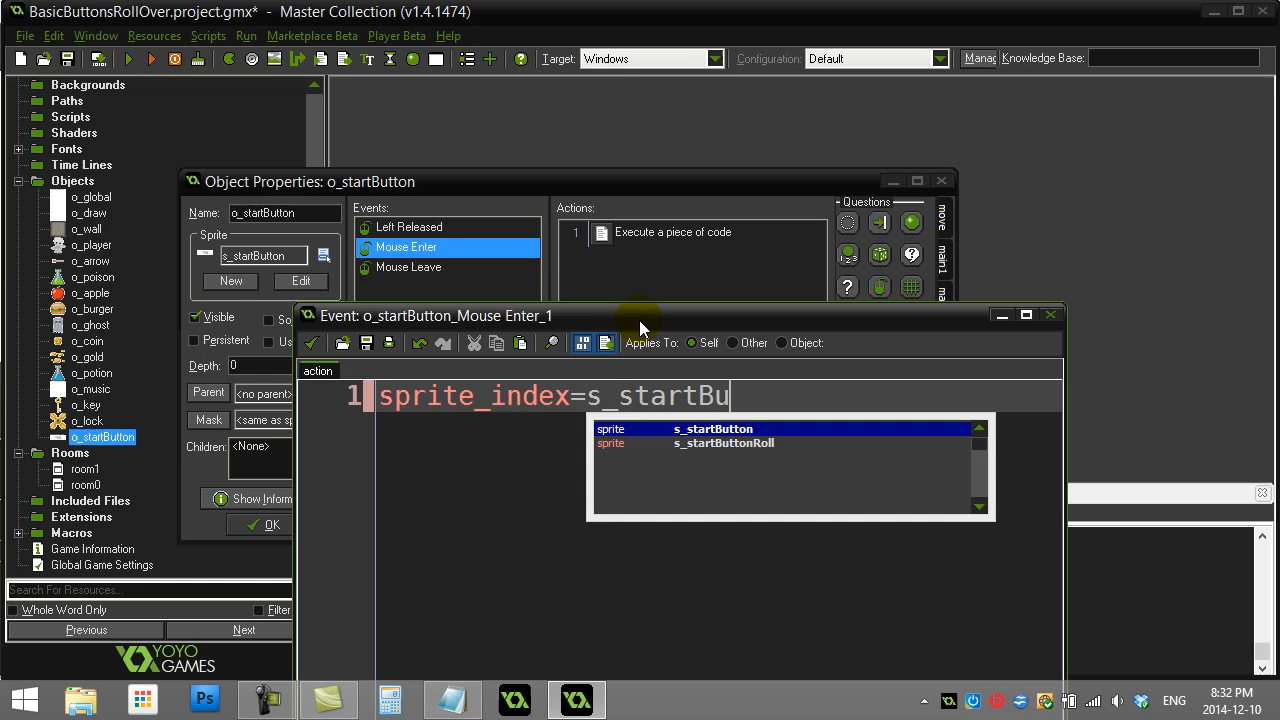 BasicButtonsRollOver.project.gmx* - Master Collection (v1.4.1474)
File Edit Window Resources Scripts Run Marketplace Beta Player Beta Help
Target: Windows Configuration: Default Manac Knowledge Base:
Backgrounds
Paths
Scripts
Shaders
Fonts
Time Lines
Objects
o_global
o_draw
o_wall
o_player
o_arrow
o_poison
o_apple
o_burger
o_ghost
o_coin
o_gold
o_potion
o_music
o_key
o_lock
o_startButton
Rooms
room1
room0
Included Files
Extensions
Macros
Game Information
Global Game Settings
Search For Resources...
Whole Word Only Filter
Previous Next
YOYO
GAMES
Object Properties: o_startButton
Name: o_startButton
Sprite
s_startButton
New Edit
Visible So
Persistent Us
Depth: 0
Parent <no parent>
Mask <same as sp
Children: <None>
Show Inform
OK
Events:
Left Released
Mouse Enter
Mouse Leave
Actions:
1 Execute a piece of code
Questions
move
main1
Event: o_startButton_Mouse Enter_1
Applies To: Self Other Object:
action
1 sprite_index=s_startBu
sprite s_startButton
sprite s_startButtonRoll
Ps
ENG
8:32 PM
2014-12-10